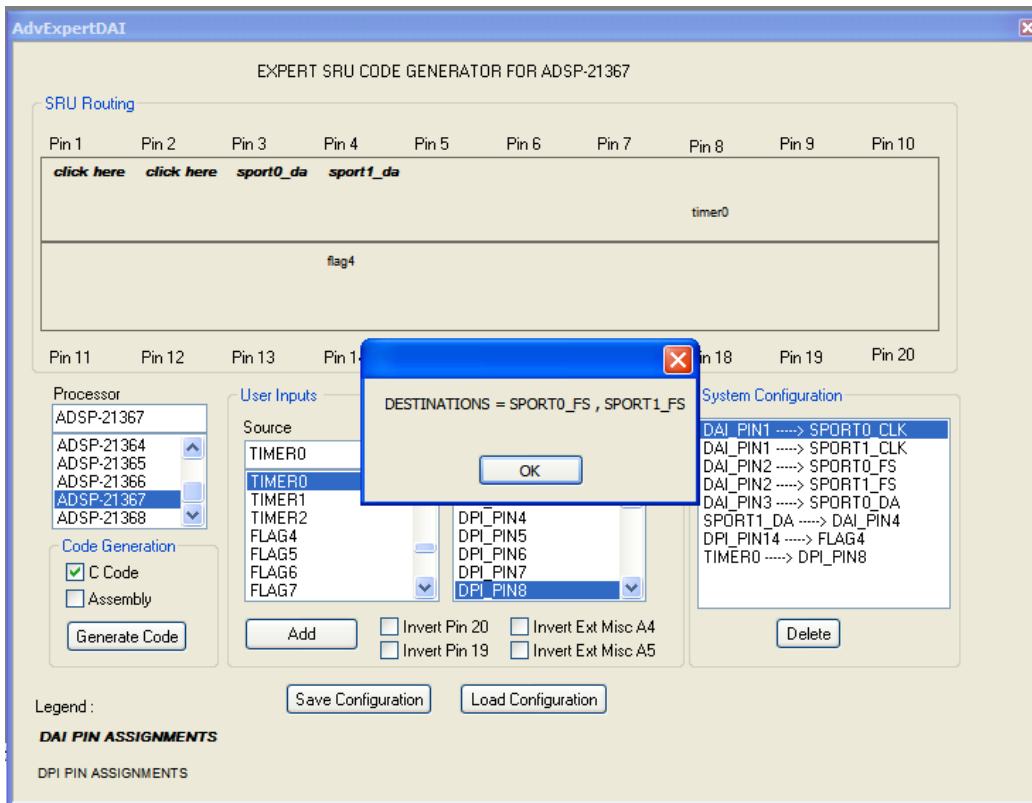 AdvExpertDAI
EXPERT SRU CODE GENERATOR FOR ADSP-21367
SRU Routing
Pin 1 Pin 2 Pin 3 Pin 4 Pin 5 Pin 6 Pin 7 Pin 8 Pin 9 Pin 10
click here click here sport0_da sport1_da
timer0
flag4
Pin 11 Pin 12 Pin 13 Pin 18 Pin 19 Pin 20
DESTINATIONS = SPORT0_FS , SPORT1_FS
OK
Processor
ADSP-21367
ADSP-21364
ADSP-21365
ADSP-21366
ADSP-21367
ADSP-21368
Code Generation
C Code
Assembly
Generate Code
User Inputs
Source
TIMER0
TIMER0
TIMER1
TIMER2
FLAG4
FLAG5
FLAG6
FLAG7
DPI_PIN4
DPI_PIN5
DPI_PIN6
DPI_PIN7
DPI_PIN8
Add
Invert Pin 20 Invert Ext Misc A4
Invert Pin 19 Invert Ext Misc A5
System Configuration
DAI_PIN1 -----> SPORT0_CLK
DAI_PIN1 -----> SPORT1_CLK
DAI_PIN2 -----> SPORT0_FS
DAI_PIN2 -----> SPORT1_FS
DAI_PIN3 -----> SPORT0_DA
SPORT1_DA -----> DAI_PIN4
DPI_PIN14 -----> FLAG4
TIMER0 -----> DPI_PIN8
Delete
Save Configuration Load Configuration
Legend :
DAI PIN ASSIGNMENTS
DPI PIN ASSIGNMENTS